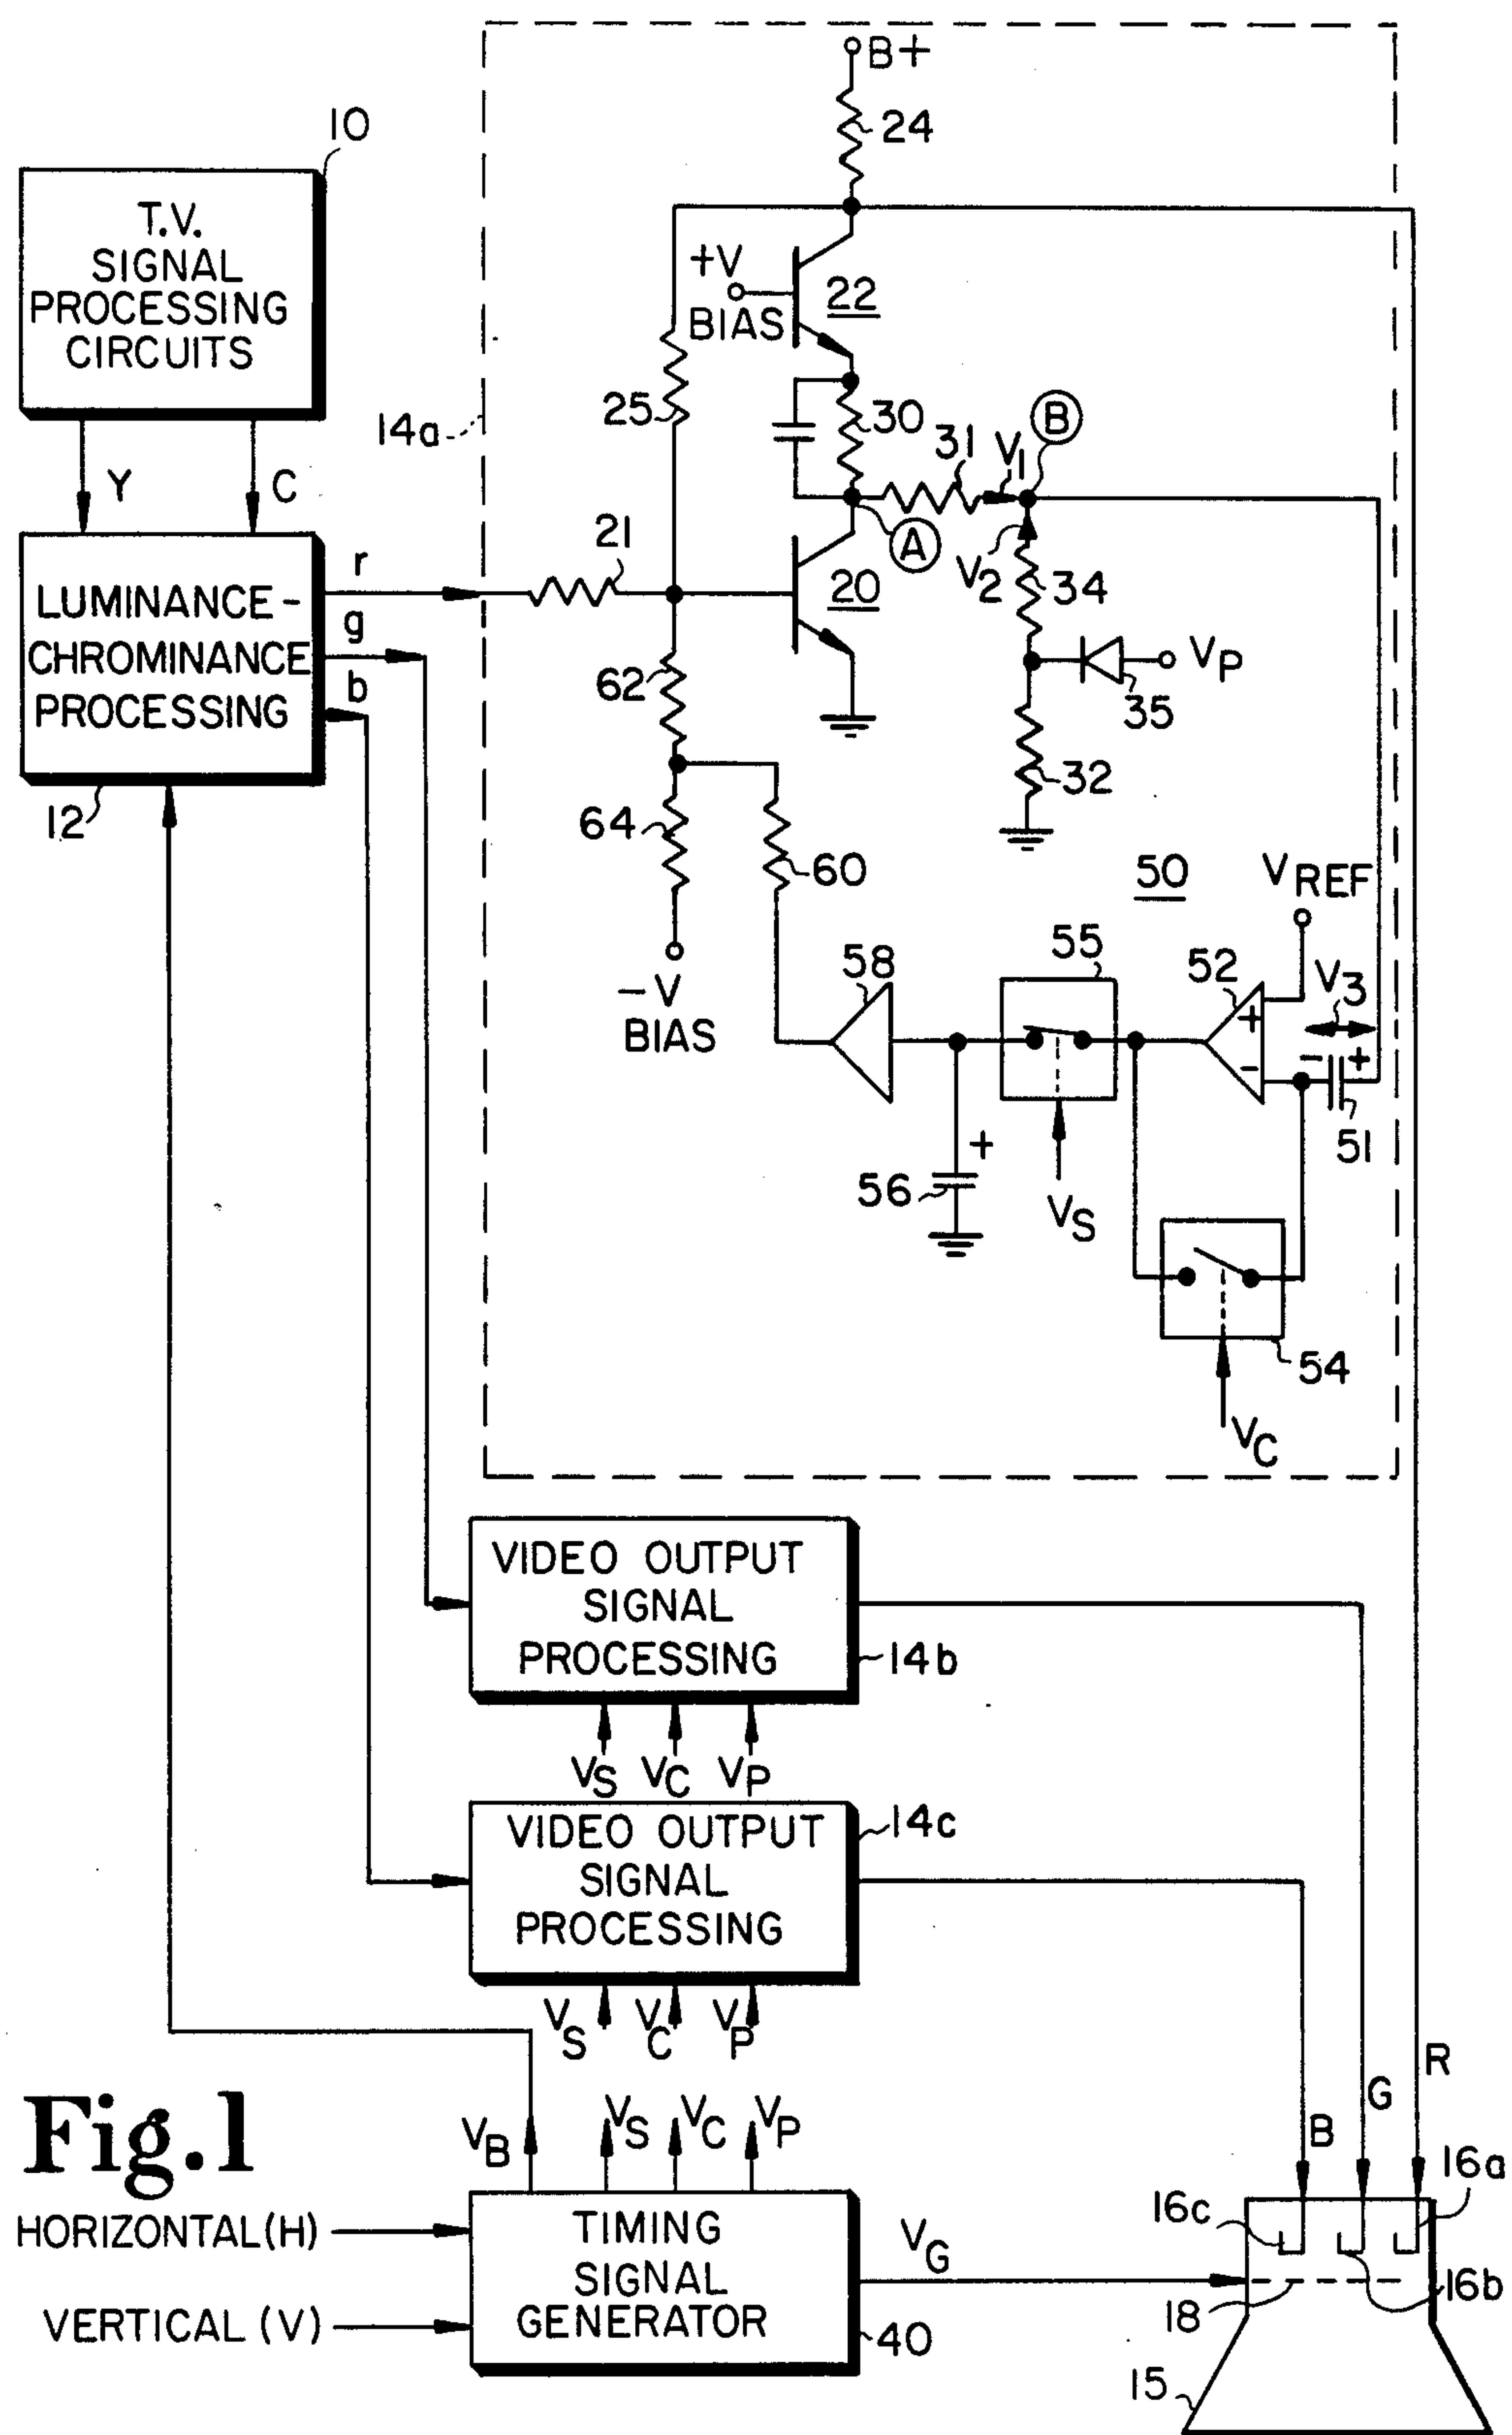 B+
24
10
T.V.
SIGNAL
PROCESSING
CIRCUITS
+V
BIAS
22
25
14a
30
31
V1
B
Y
C
A
21
20
V2
34
r
LUMINANCE-
CHROMINANCE
PROCESSING
g
b
VP
35
62
32
12
64
60
50
VREF
-V
BIAS
58
55
52
V3
+
-
- +
51
+
56
VS
54
VC
VIDEO OUTPUT
SIGNAL
PROCESSING
14b
VS VC VP
VIDEO OUTPUT
SIGNAL
PROCESSING
14c
VS VC VP
R
G
B
Fig.1
VB VS VC VP
16a
16c
16b
HORIZONTAL(H)
VERTICAL (V)
TIMING
SIGNAL
GENERATOR
40
VG
18
15